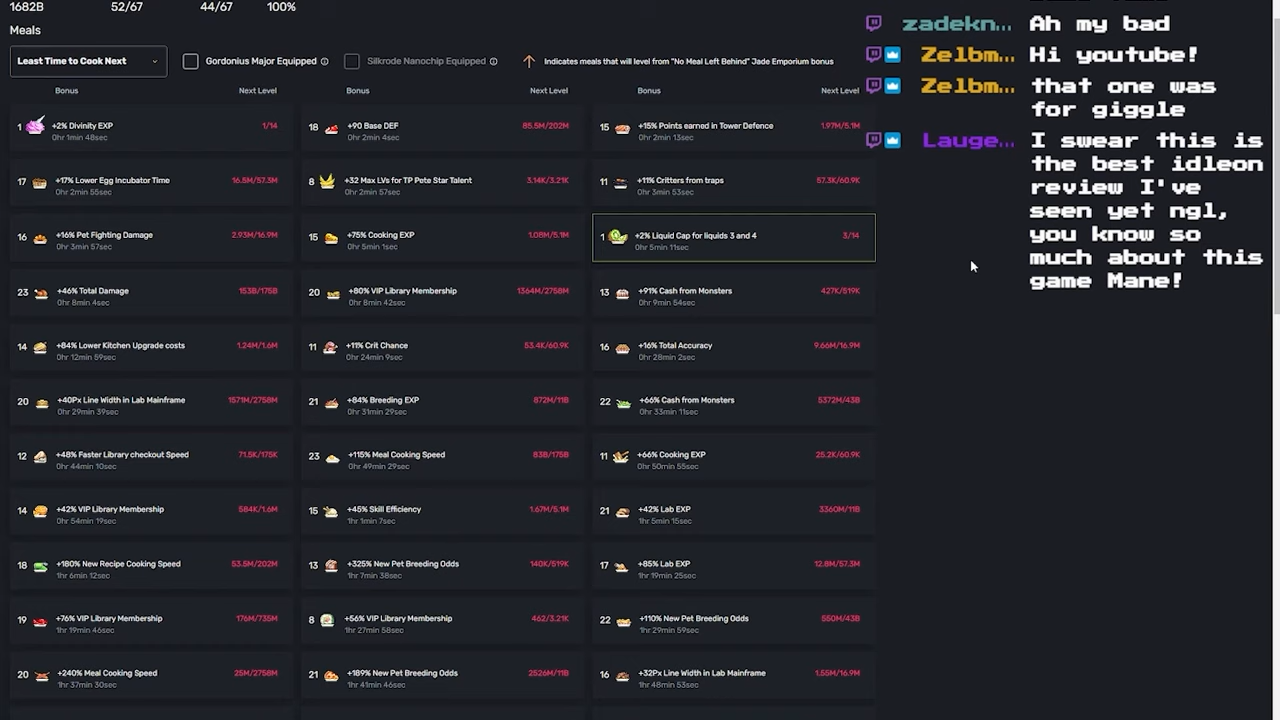 1682B 52/67 44/67 100%
Meals
Least Time to Cook Next
Gordonius Major Equipped
Silkrode Nanochip Equipped
Indicates meals that will level from "No Meal Left Behind" Jade Emporium bonus
Bonus Next Level Bonus Next Level Bonus Next Level
1 +2% Divinity EXP 1/14
0hr 1min 48sec
18 +90 Base DEF 85.5M/202M
0hr 2min 4sec
15 +15% Points earned in Tower Defence 1.97M/5.1M
0hr 2min 13sec
17 +17% Lower Egg Incubator Time 16.5M/57.3M
0hr 2min 55sec
8 +32 Max LVs for TP Pete Star Talent 3.14K/3.21K
0hr 2min 57sec
11 +11% Critters from traps 57.3K/60.9K
0hr 3min 53sec
16 +16% Pet Fighting Damage 2.93M/16.9M
0hr 3min 57sec
15 +75% Cooking EXP 1.08M/5.1M
0hr 5min 1sec
1 +2% Liquid Cap for liquids 3 and 4 3/14
0hr 5min 11sec
23 +46% Total Damage 153B/175B
0hr 8min 4sec
20 +80% VIP Library Membership 1364M/2758M
0hr 8min 42sec
13 +91% Cash from Monsters 427K/519K
0hr 9min 54sec
14 +84% Lower Kitchen Upgrade costs 1.24M/1.6M
0hr 12min 59sec
11 +11% Crit Chance 53.4K/60.9K
0hr 24min 9sec
16 +16% Total Accuracy 9.66M/16.9M
0hr 28min 2sec
20 +40Px Line Width in Lab Mainframe 1571M/2758M
0hr 29min 39sec
21 +84% Breeding EXP 872M/11B
0hr 31min 29sec
22 +66% Cash from Monsters 5372M/43B
0hr 33min 11sec
12 +48% Faster Library checkout Speed 71.5K/175K
0hr 44min 10sec
23 +115% Meal Cooking Speed 83B/175B
0hr 49min 29sec
11 +66% Cooking EXP 25.2K/60.9K
0hr 50min 55sec
14 +42% VIP Library Membership 584K/1.6M
0hr 54min 19sec
15 +45% Skill Efficiency 1.67M/5.1M
1hr 1min 7sec
21 +42% Lab EXP 3360M/11B
1hr 5min 15sec
18 +180% New Recipe Cooking Speed 53.5M/202M
1hr 6min 12sec
13 +325% New Pet Breeding Odds 140K/519K
1hr 7min 38sec
17 +85% Lab EXP 12.8M/57.3M
1hr 19min 25sec
19 +76% VIP Library Membership 176M/735M
1hr 19min 46sec
8 +56% VIP Library Membership 462/3.21K
1hr 27min 58sec
22 +110% New Pet Breeding Odds 550M/43B
1hr 29min 59sec
20 +240% Meal Cooking Speed 25M/2758M
1hr 37min 30sec
21 +189% New Pet Breeding Odds 2526M/11B
1hr 41min 46sec
16 +32Px Line Width in Lab Mainframe 1.55M/16.9M
1hr 48min 53sec
zadekn... Ah my bad
Zelbm... Hi youtube!
Zelbm... that one was
for giggle
Lauge... I swear this is
the best idleon
review I've
seen yet ngl,
you know so
much about this
game Mane!